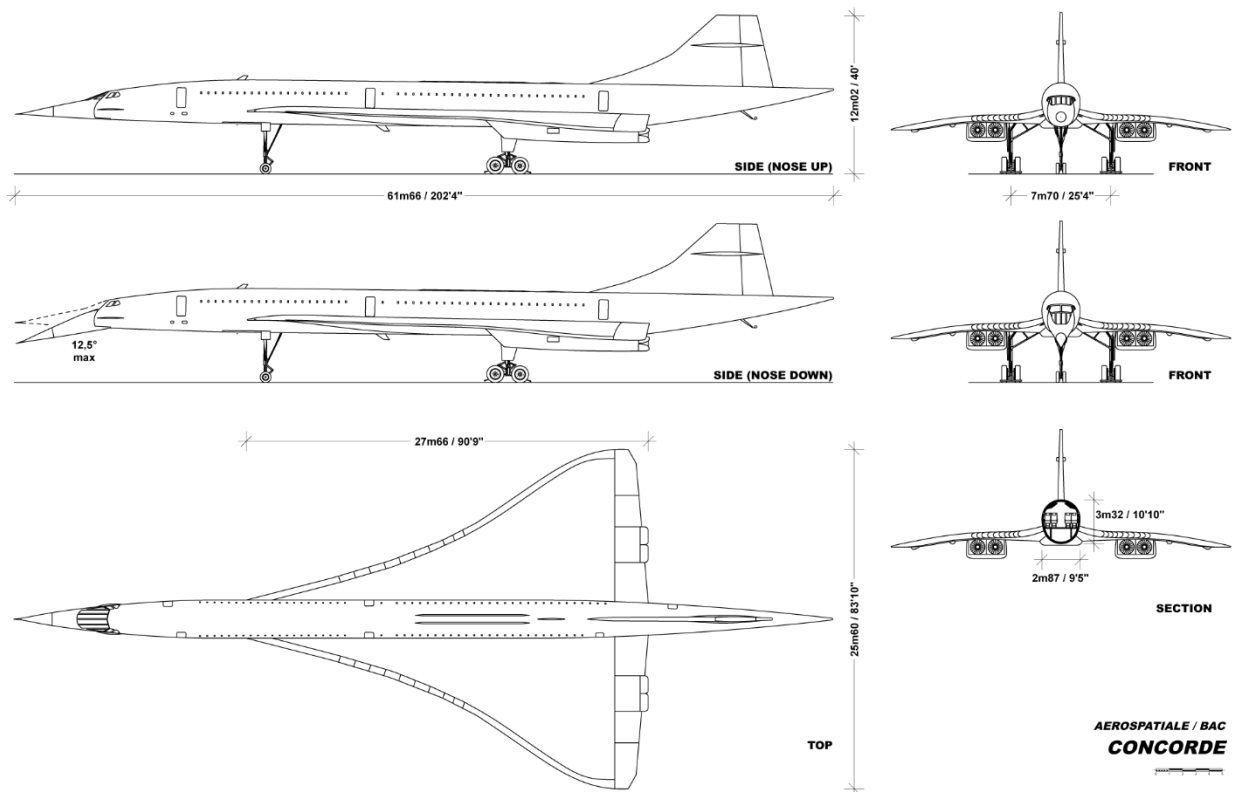 12m02 / 40'
SIDE (NOSE UP)
FRONT
61m66 / 202'4"
7m70 / 25'4"
12,5°
max
SIDE (NOSE DOWN)
FRONT
27m66 / 90'9"
25m60 / 83'10"
3m32 / 10'10"
2m87 / 9'5"
SECTION
TOP
AEROSPATIALE / BAC
CONCORDE